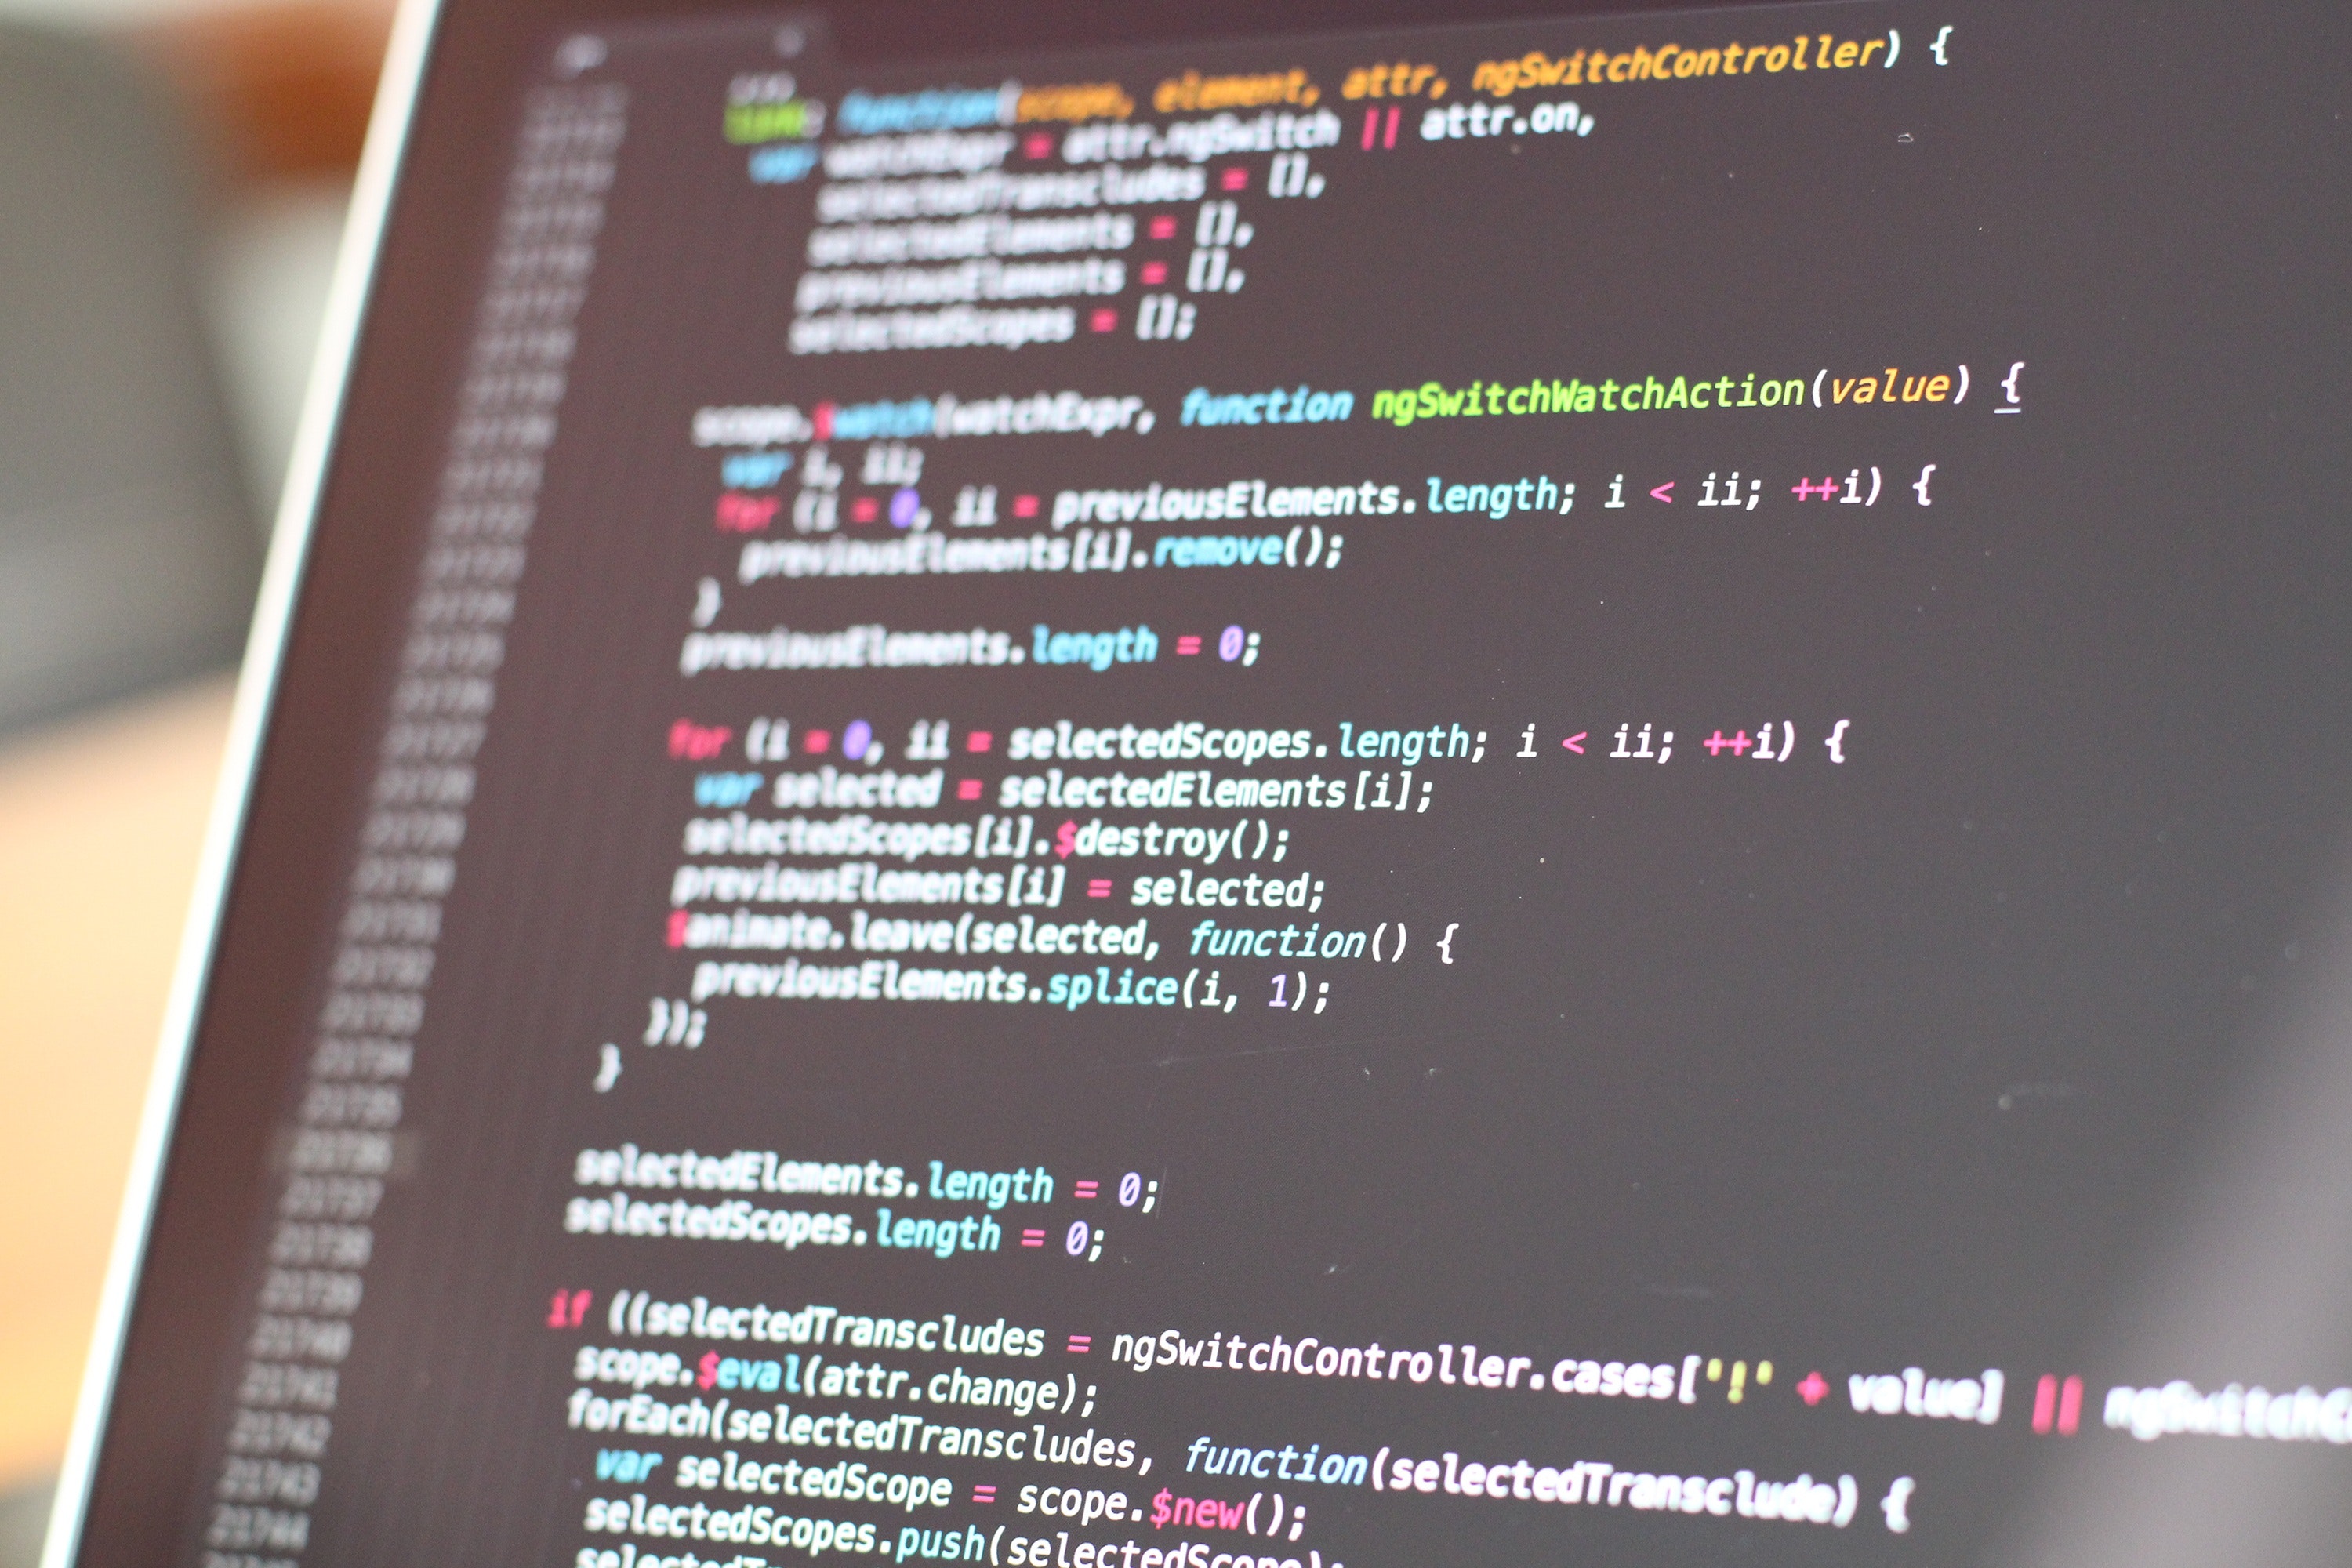 link: function(scope, element, attr, ngSwitchController) {
var watchExpr = attr.ngSwitch || attr.on,
selectedTranscludes = [],
selectedElements = [],
previousElements = [],
selectedScopes = [];
scope.$watch(watchExpr, function ngSwitchWatchAction(value) {
var i, ii;
for (i = 0, ii = previousElements.length; i < ii; ++i) {
previousElements[i].remove();
}
previousElements.length = 0;
for (i = 0, ii = selectedScopes.length; i < ii; ++i) {
var selected = selectedElements[i];
selectedScopes[i].$destroy();
previousElements[i] = selected;
$animate.leave(selected, function() {
previousElements.splice(i, 1);
});
}
selectedElements.length = 0;
selectedScopes.length = 0;
if ((selectedTranscludes = ngSwitchController.cases['!' + value] || ngSwitchC
scope.$eval(attr.change);
forEach(selectedTranscludes, function(selectedTransclude) {
var selectedScope = scope.$new();
selectedScopes.push(selectedScope);